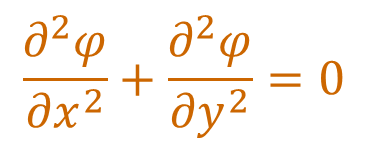 ∂²φ/∂x² + ∂²φ/∂y² = 0